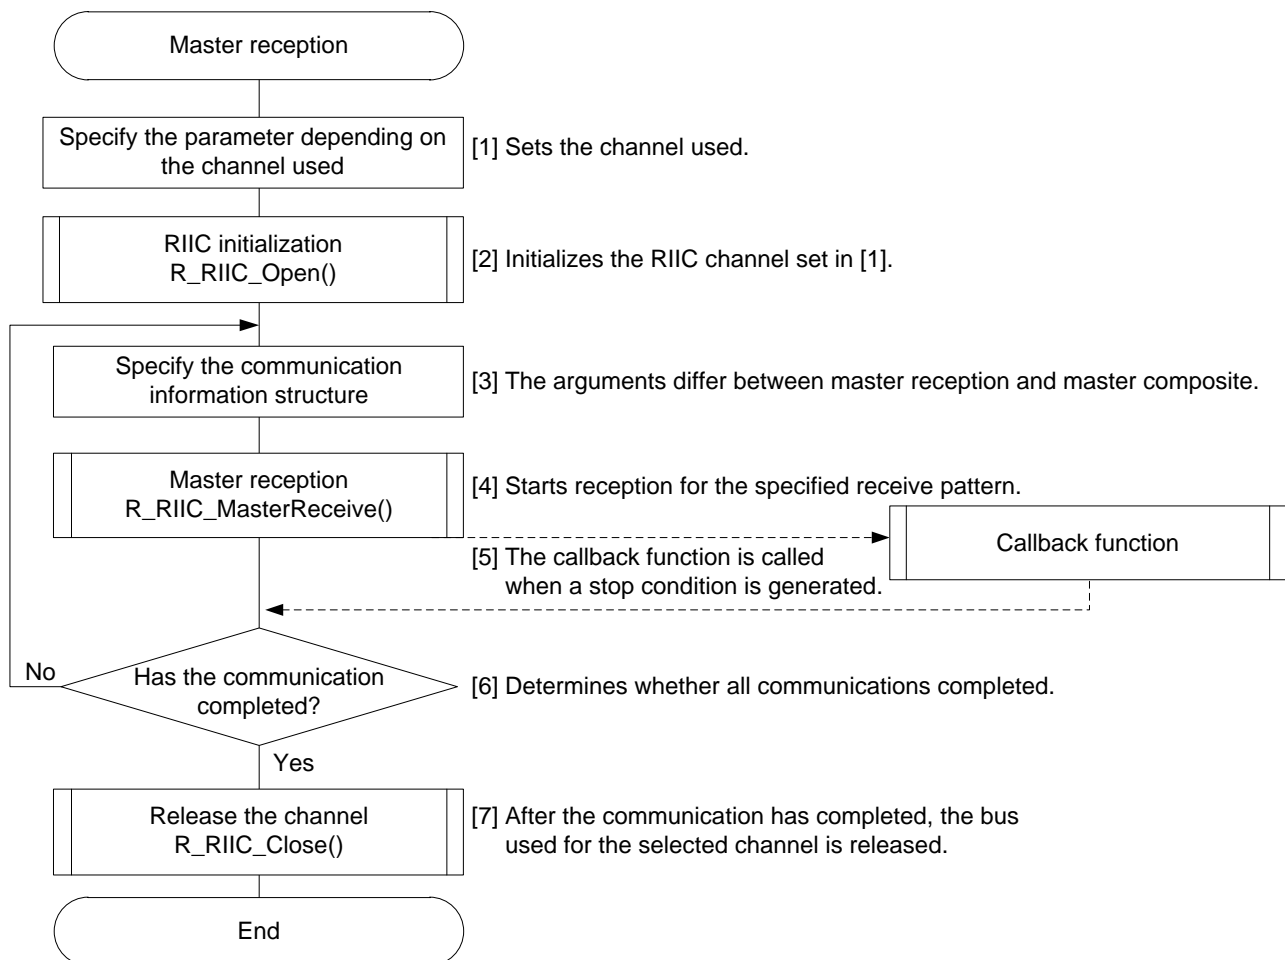 Master reception
Specify the parameter depending on
the channel used
[1] Sets the channel used.
RIIC initialization
R_RIIC_Open()
[2] Initializes the RIIC channel set in [1].
Specify the communication
information structure
[3] The arguments differ between master reception and master composite.
Master reception
R_RIIC_MasterReceive()
[4] Starts reception for the specified receive pattern.
[5] The callback function is called
when a stop condition is generated.
Callback function
No
Has the communication
completed?
[6] Determines whether all communications completed.
Yes
Release the channel
R_RIIC_Close()
[7] After the communication has completed, the bus
used for the selected channel is released.
End